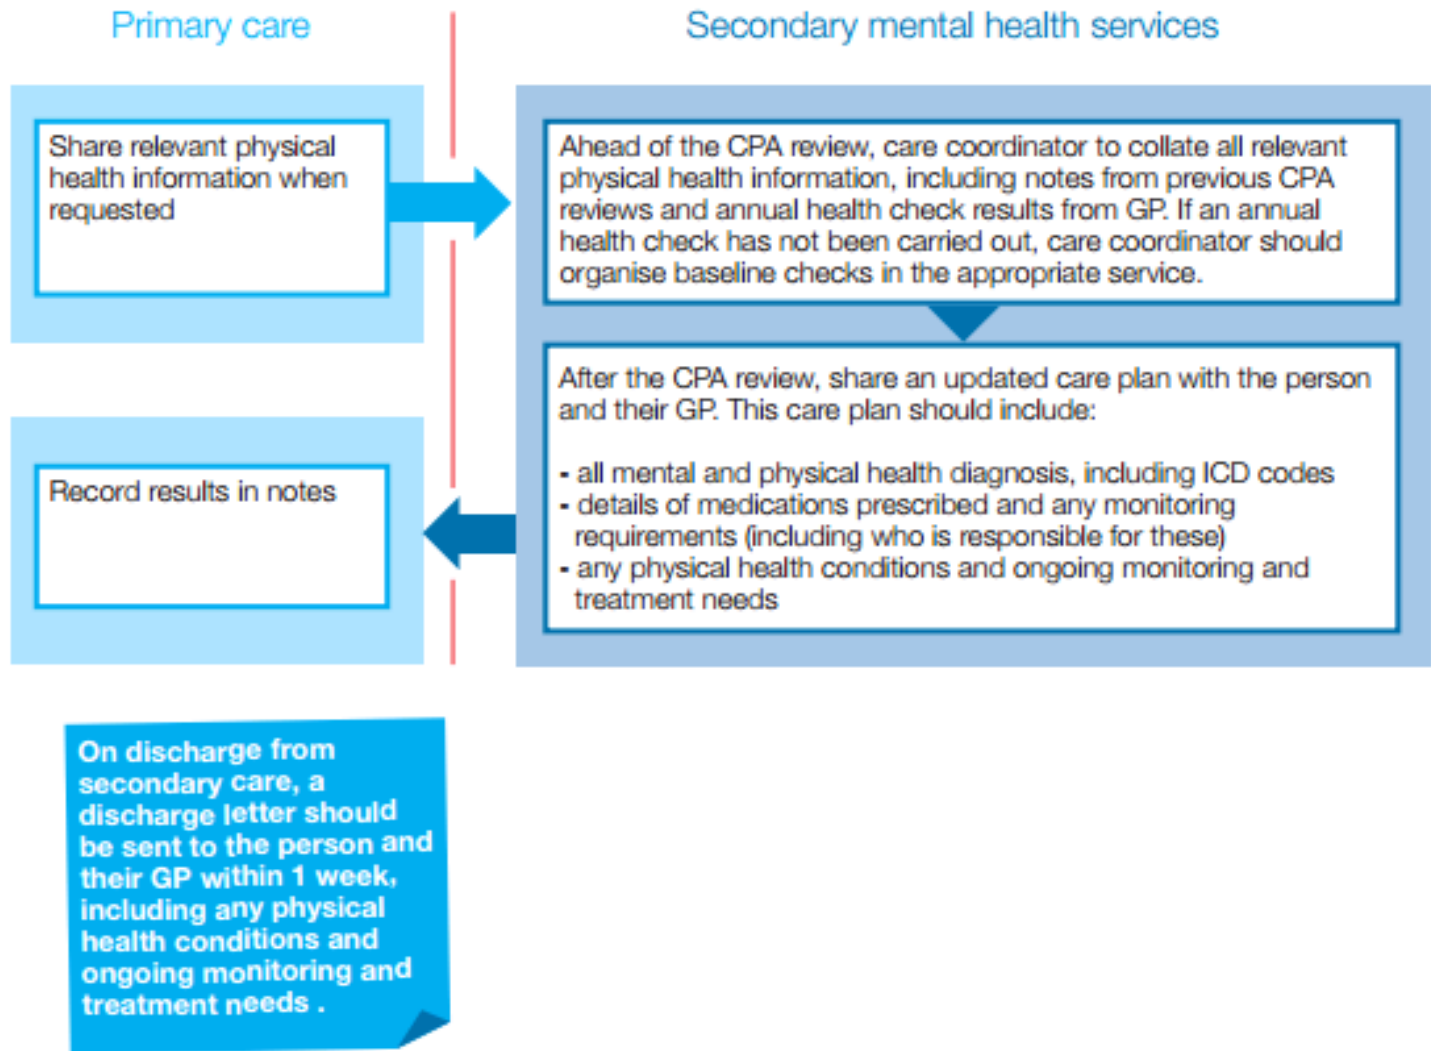 Primary care
Secondary mental health services
Share relevant physical
health information when
requested
Ahead of the CPA review, care coordinator to collate all relevant
physical health information, including notes from previous CPA
reviews and annual health check results from GP. If an annual
health check has not been carried out, care coordinator should
organise baseline checks in the appropriate service.
After the CPA review, share an updated care plan with the person
and their GP. This care plan should include:
- all mental and physical health diagnosis, including ICD codes
- details of medications prescribed and any monitoring
requirements (including who is responsible for these)
- any physical health conditions and ongoing monitoring and
treatment needs
Record results in notes
On discharge from
secondary care, a
discharge letter should
be sent to the person and
their GP within 1 week,
including any physical
health conditions and
ongoing monitoring and
treatment needs .